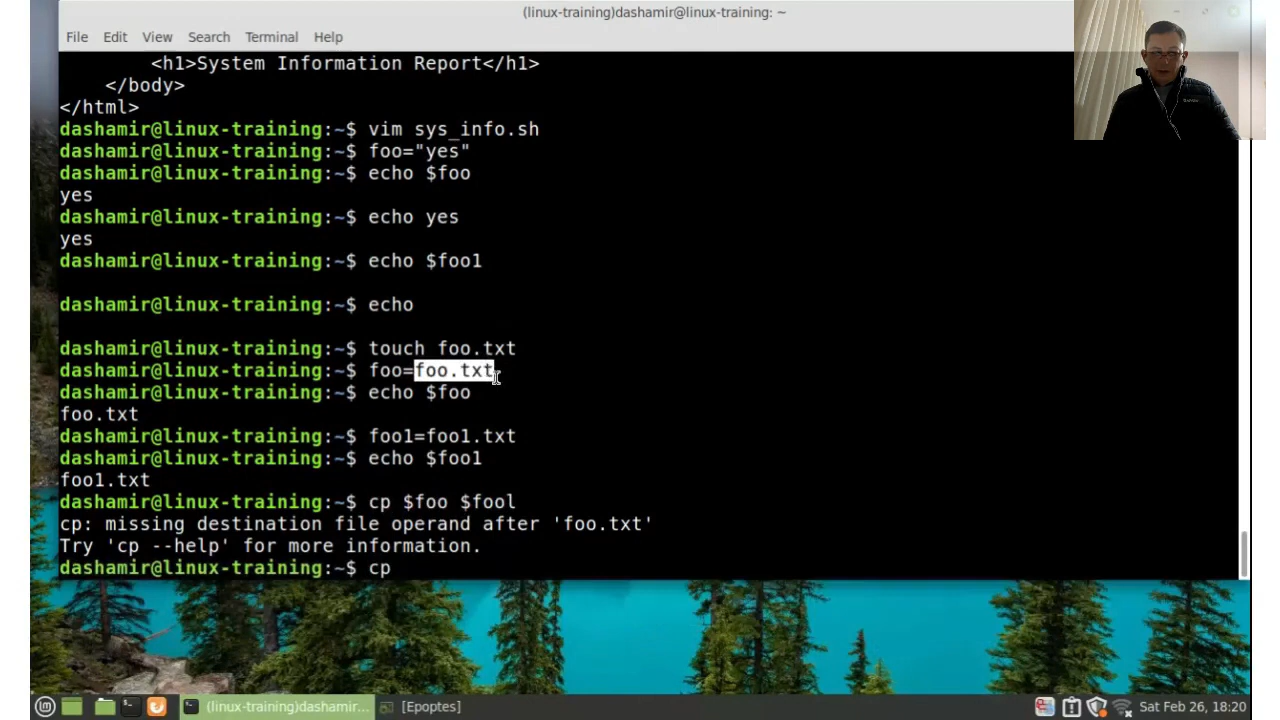 (linux-training)dashamir@linux-training: ~
File Edit View Search Terminal Help
<h1>System Information Report</h1>
</body>
</html>
dashamir@linux-training:~$ vim sys_info.sh
dashamir@linux-training:~$ foo="yes"
dashamir@linux-training:~$ echo $foo
yes
dashamir@linux-training:~$ echo yes
yes
dashamir@linux-training:~$ echo $foo1
dashamir@linux-training:~$ echo
dashamir@linux-training:~$ touch foo.txt
dashamir@linux-training:~$ foo=foo.txt
dashamir@linux-training:~$ echo $foo
foo.txt
dashamir@linux-training:~$ foo1=foo1.txt
dashamir@linux-training:~$ echo $foo1
foo1.txt
dashamir@linux-training:~$ cp $foo $fool
cp: missing destination file operand after 'foo.txt'
Try 'cp --help' for more information.
dashamir@linux-training:~$ cp
(linux-training)dashamir... [Epoptes] Sat Feb 26, 18:20